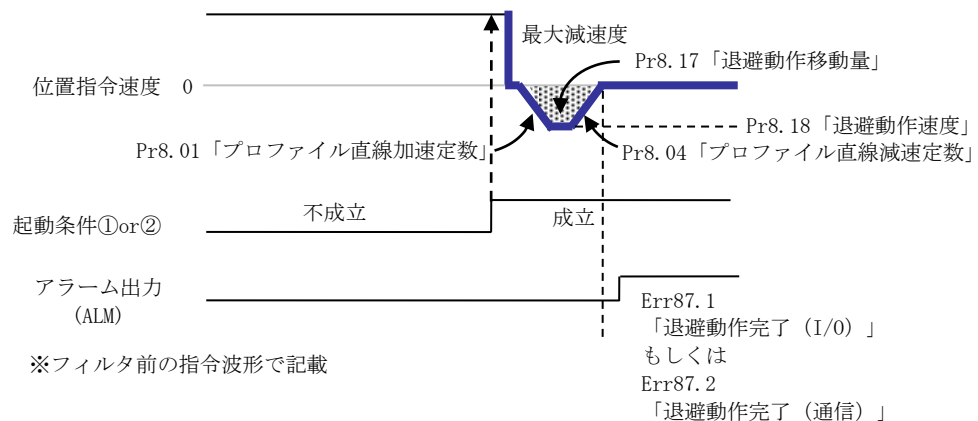 最大減速度
Pr8.17「退避動作移動量」
位置指令速度 0
Pr8.18「退避動作速度」
Pr8.01「プロファイル直線加速定数」
Pr8.04「プロファイル直線減速定数」
不成立
成立
起動条件①or②
アラーム出力
(ALM)
Err87.1
「退避動作完了（I/O）」
もしくは
Err87.2
「退避動作完了（通信）」
※フィルタ前の指令波形で記載